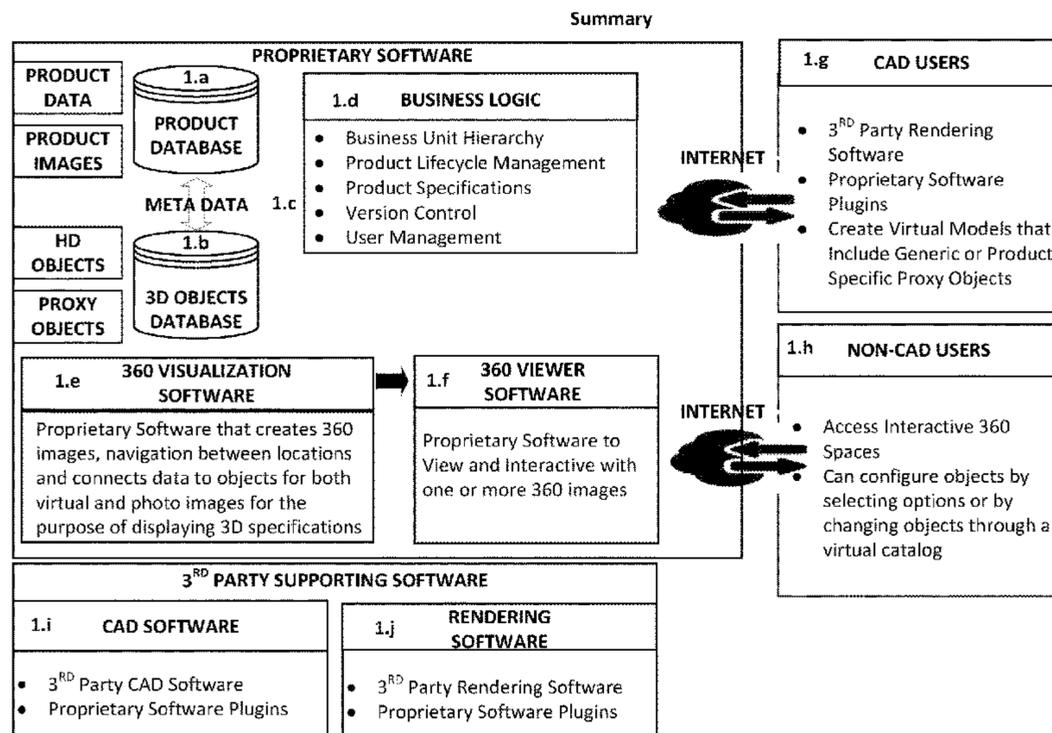 Summary
PROPRIETARY SOFTWARE
PRODUCT
DATA
PRODUCT
IMAGES
1.a
PRODUCT
DATABASE
META DATA
1.c
HD
OBJECTS
PROXY
OBJECTS
1.b
3D OBJECTS
DATABASE
1.d BUSINESS LOGIC
• Business Unit Hierarchy
• Product Lifecycle Management
• Product Specifications
• Version Control
• User Management
INTERNET
1.g CAD USERS
• 3RD Party Rendering
Software
• Proprietary Software
Plugins
• Create Virtual Models that
Include Generic or Product
Specific Proxy Objects
1.e 360 VISUALIZATION
SOFTWARE
Proprietary Software that creates 360
images, navigation between locations
and connects data to objects for both
virtual and photo images for the
purpose of displaying 3D specifications
1.f 360 VIEWER
SOFTWARE
Proprietary Software to
View and Interactive with
one or more 360 images
INTERNET
1.h NON-CAD USERS
• Access Interactive 360
Spaces
• Can configure objects by
selecting options or by
changing objects through a
virtual catalog
3RD PARTY SUPPORTING SOFTWARE
1.i CAD SOFTWARE
• 3RD Party CAD Software
• Proprietary Software Plugins
1.j RENDERING
SOFTWARE
• 3RD Party Rendering Software
• Proprietary Software Plugins